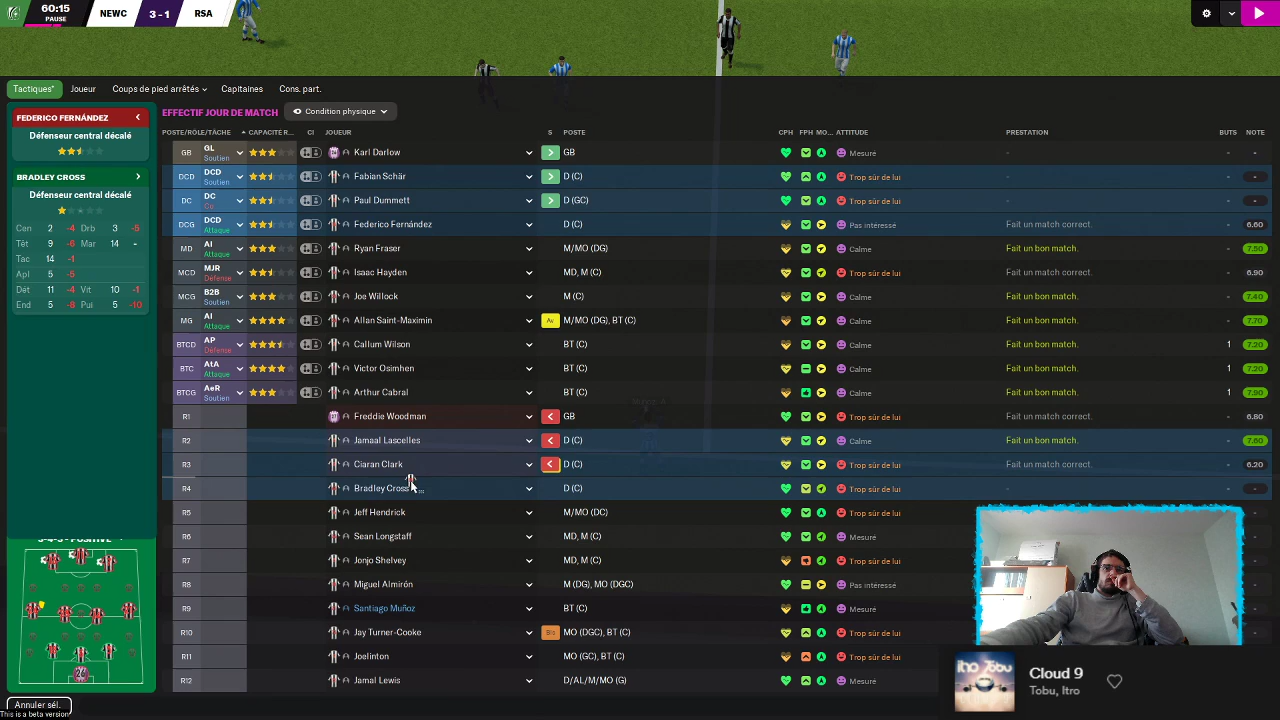 60:15
PAUSE
NEWC 3 - 1 RSA
Tactiques* Joueur Coups de pied arrêtés Capitaines Cons. part.
FEDERICO FERNÁNDEZ
Défenseur central décalé
BRADLEY CROSS
Défenseur central décalé
Cen 2 -4 Drb 3 -5
Têt 9 -6 Mar 14 -
Tac 14 -1
Apl 5 -5
Dét 11 -4 Vit 10 -1
End 5 -8 Pui 5 -10
EFFECTIF JOUR DE MATCH Condition physique
POSTE/RÔLE/TÂCHE CAPACITÉ R... CI JOUEUR S POSTE CPH FPH MO... ATTITUDE PRESTATION BUTS NOTE
GB GL Soutien Karl Darlow GB Mesuré - - -
DCD DCD Soutien Fabian Schär D (C) Trop sûr de lui - - -
DC DC Co Paul Dummett D (GC) Trop sûr de lui - - -
DCG DCD Attaque Federico Fernández D (C) Pas intéressé Fait un match correct. - 6.60
MD AI Attaque Ryan Fraser M/MO (DG) Calme Fait un bon match. - 7.50
MCD MJR Défense Isaac Hayden MD, M (C) Trop sûr de lui Fait un match correct. - 6.90
MCG B2B Soutien Joe Willock M (C) Calme Fait un bon match. - 7.40
MG AI Attaque Allan Saint-Maximin Av M/MO (DG), BT (C) Calme Fait un bon match. - 7.70
BTCD AP Défense Callum Wilson BT (C) Calme Fait un bon match. 1 7.20
BTC AtA Attaque Victor Osimhen BT (C) Calme Fait un bon match. 1 7.20
BTCG AeR Soutien Arthur Cabral BT (C) Calme Fait un bon match. 1 7.90
R1 Freddie Woodman GB Trop sûr de lui Fait un match correct. - 6.80
R2 Jamaal Lascelles D (C) Calme Fait un bon match. - 7.60
R3 Ciaran Clark D (C) Trop sûr de lui Fait un match correct. - 6.20
R4 Bradley Cross D (C) Trop sûr de lui - - -
R5 Jeff Hendrick M/MO (DC) Trop sûr de lui
R6 Sean Longstaff MD, M (C) Mesuré
R7 Jonjo Shelvey MD, M (C) Trop sûr de lui
R8 Miguel Almirón M (DG), MO (DGC) Pas intéressé
R9 Santiago Muñoz BT (C) Mesuré
R10 Jay Turner-Cooke Bls MO (DGC), BT (C) Trop sûr de lui
R11 Joelinton MO (GC), BT (C) Trop sûr de lui
R12 Jamal Lewis D/AL/M/MO (G) Mesuré
Annuler sél.
This is a beta version
Cloud 9
Tobu, Itro